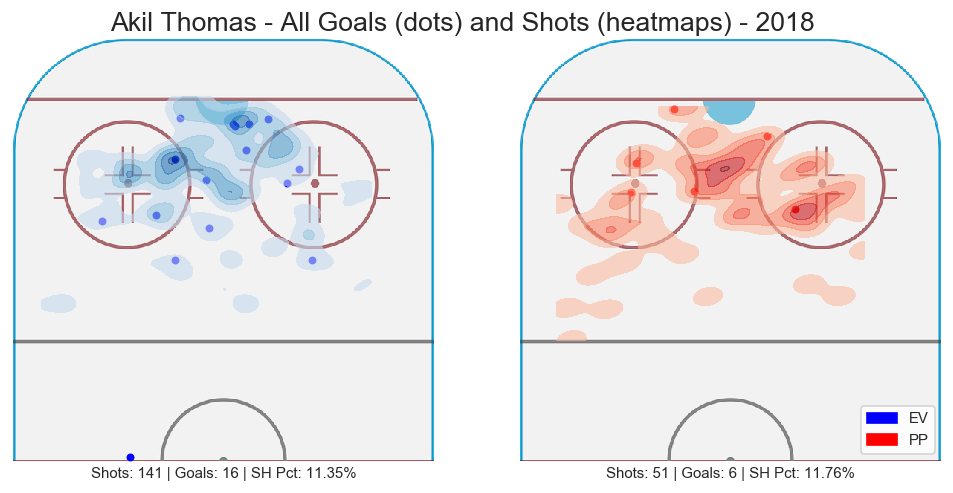 Akil Thomas - All Goals (dots) and Shots (heatmaps) - 2018
EV
PP
Shots: 141 | Goals: 16 | SH Pct: 11.35%
Shots: 51 | Goals: 6 | SH Pct: 11.76%